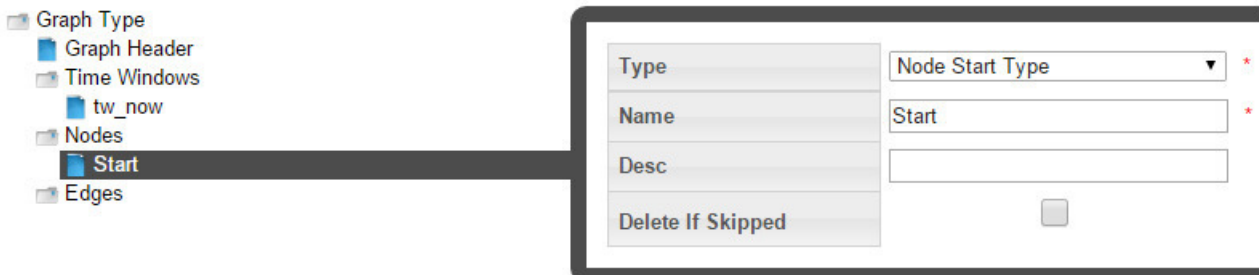 Graph Type
Graph Header
Time Windows
tw_now
Nodes
Start
Edges
Type Node Start Type *
Name Start *
Desc
Delete If Skipped